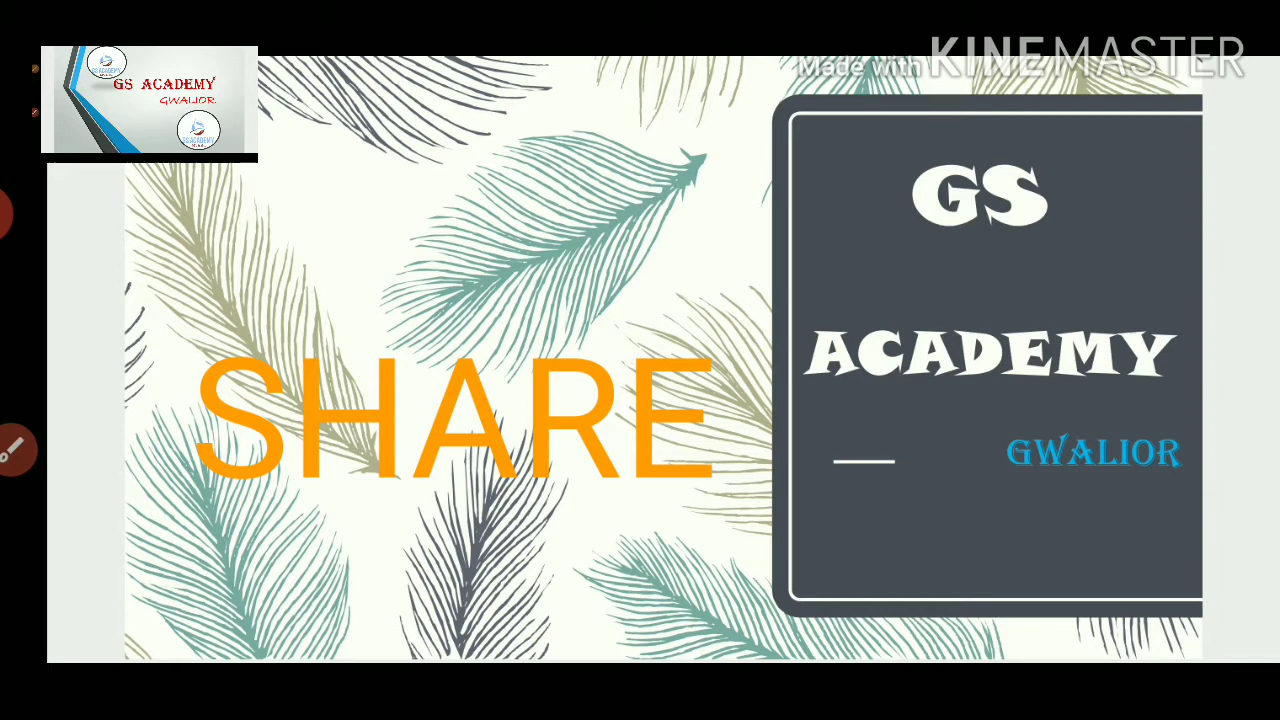 Made with KINEMASTER
GS ACADEMY
GWALIOR
GS
ACADEMY
GWALIOR
SHARE